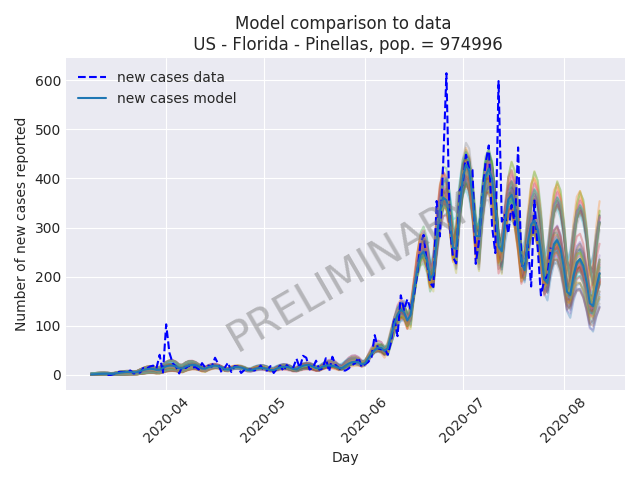 Model comparison to data
US - Florida - Pinellas, pop. = 974996
new cases data
new cases model
Number of new cases reported
600
500
400
300
200
100
0
PRELIMINARY
2020-04
2020-05
2020-06
2020-07
2020-08
Day